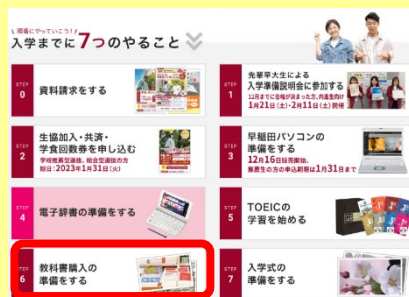 順番にやっていこう!
入学までに7つのやること
STEP
0
資料請求をする
STEP
1
先輩早大生による
入学準備説明会に参加する
12月までに合格が決まった方、内進生向け
1月21日(土)・2月11日(土)開催
STEP
2
生協加入・共済・
学食回数券を申し込む
学校推薦型選抜、総合型選抜の方
期日:2023年1月31日(火)
STEP
3
早稲田パソコンの
準備をする
12月16日販売開始、
推薦生の方の申込期限は1月31日まで
STEP
4
電子辞書の準備をする
STEP
5
TOEICの
学習を始める
STEP
6
教科書購入の
準備をする
STEP
7
入学式の
準備をする